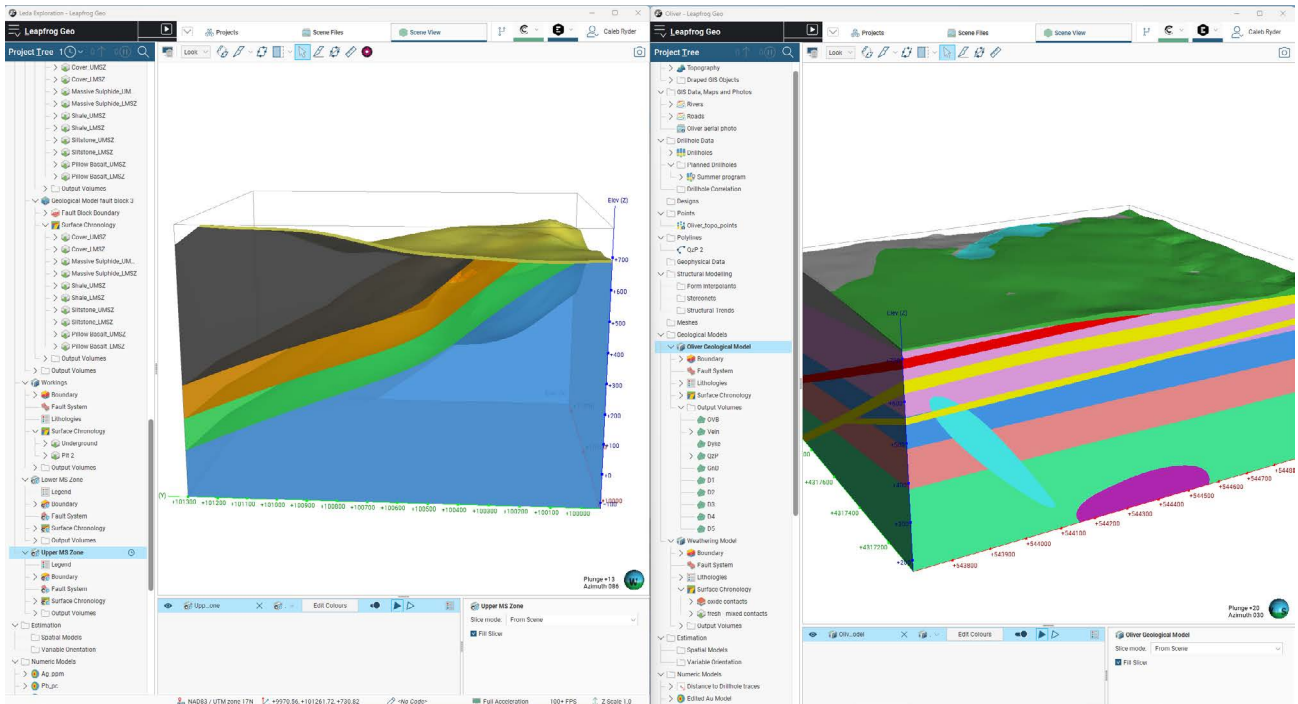 Leda Exploration - Leapfrog Geo
Leapfrog Geo
Projects
Scene Files
Scene View
Caleb Ryder
Project Tree
1
Look
Cover_UMSZ
Cover_LMSZ
Massive Sulphide_UM..
Massive Sulphide_LMSZ
Shale_UMSZ
Shale_LMSZ
Siltstone_UMSZ
Siltstone_LMSZ
Pillow Basalt_UMSZ
Pillow Basalt_LMSZ
Output Volumes
Geological Model fault block 3
Fault Block Boundary
Surface Chronology
Cover_UMSZ
Cover_LMSZ
Massive Sulphide_UM..
Massive Sulphide_LMSZ
Shale_UMSZ
Shale_LMSZ
Siltstone_UMSZ
Siltstone_LMSZ
Pillow Basalt_UMSZ
Pillow Basalt_LMSZ
Output Volumes
Output Volumes
Workings
Boundary
Fault System
Lithologies
Surface Chronology
Underground
Pit 2
Output Volumes
Lower MS Zone
Legend
Boundary
Fault System
Surface Chronology
Output Volumes
Upper MS Zone
Legend
Boundary
Fault System
Surface Chronology
Output Volumes
Estimation
Spatial Models
Variable Orientation
Numeric Models
Ag_ppm
Pb_pc
Elev (Z)
+700
+600
+500
+400
+300
+200
+100
+0
-100
(Y)
+101300 +101200 +101100 +101000 +100900 +100800 +100700 +100600 +100500 +100400 +100300 +100200 +100100 +100000
Plunge +13
Azimuth 086
W
Upp...one
Edit Colours
Upper MS Zone
Slice mode: From Scene
Fill Slicer
NAD83 / UTM zone 17N
+9970.56, +101261.72, +730.82
<No Code>
Full Acceleration
100+ FPS
Z Scale 1.0
Oliver - Leapfrog Geo
Leapfrog Geo
Projects
Scene Files
Scene View
Caleb Ryder
Project Tree
Look
Topography
Draped GIS Objects
GIS Data, Maps and Photos
Rivers
Roads
Oliver aerial photo
Drillhole Data
Drillholes
Planned Drillholes
Summer program
Drillhole Correlation
Designs
Points
Oliver_topo_points
Polylines
QzP 2
Geophysical Data
Structural Modelling
Form Interpolants
Stereonets
Structural Trends
Meshes
Geological Models
Oliver Geological Model
Boundary
Fault System
Lithologies
Surface Chronology
Output Volumes
OVB
Vein
Dyke
QzP
GnD
D1
D2
D3
D4
D5
Weathering Model
Boundary
Fault System
Lithologies
Surface Chronology
oxide contacts
fresh - mixed contacts
Output Volumes
Estimation
Spatial Models
Variable Orientation
Numeric Models
Distance to Drillhole traces
Edited Au Model
Elev (Z)
+4317600
+4317400
+4317200
+543900
+544000
+544100
+544200
+544300
+544400
+544500
+544600
+544700
Plunge +20
Azimuth 030
S
Oliv...odel
Edit Colours
Oliver Geological Model
Slice mode: From Scene
Fill Slicer